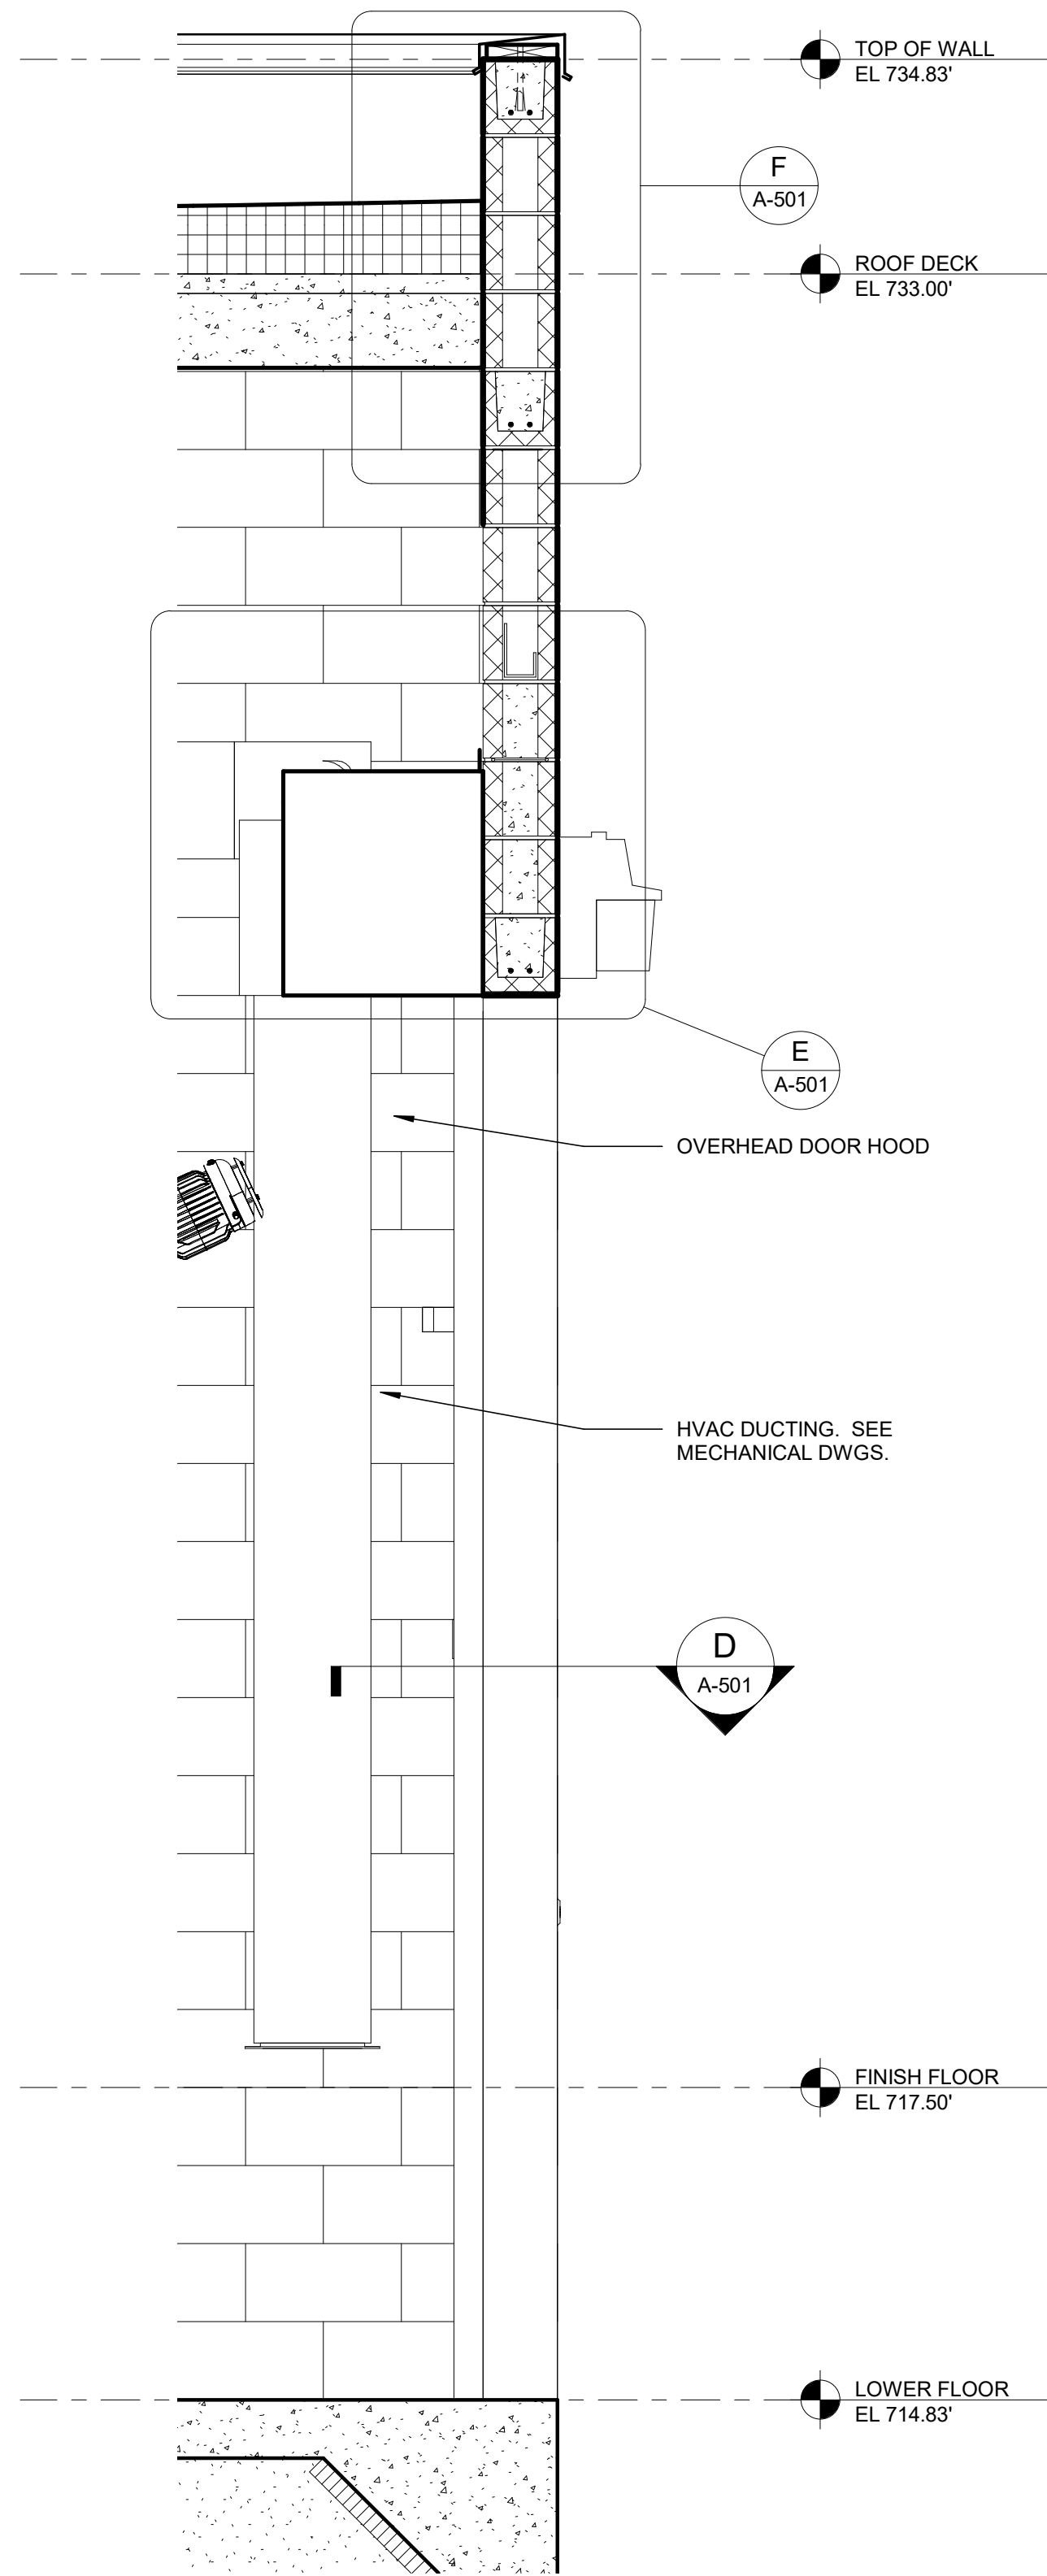 TOP OF WALL
EL 734.83'
F
A-501
ROOF DECK
EL 733.00'
E
A-501
OVERHEAD DOOR HOOD
HVAC DUCTING. SEE
MECHANICAL DWGS.
D
A-501
FINISH FLOOR
EL 717.50'
LOWER FLOOR
EL 714.83'